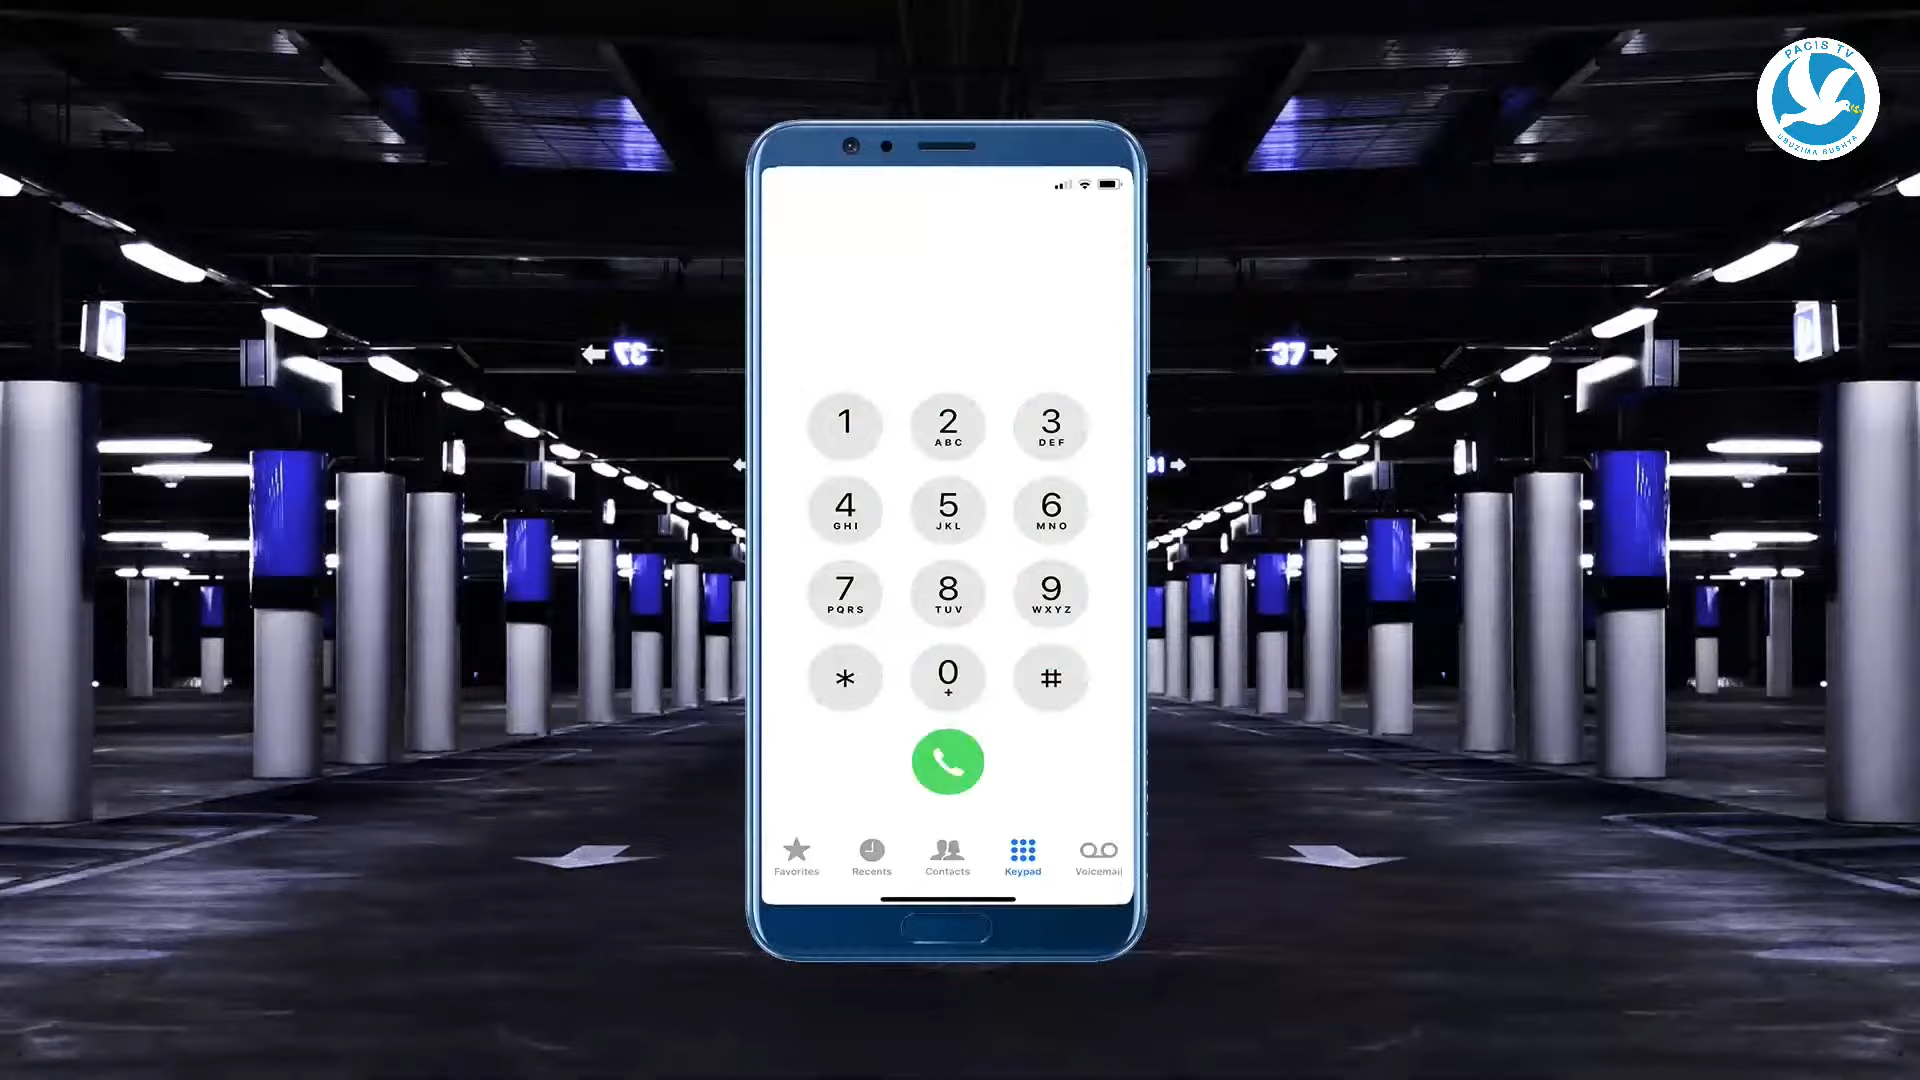 PACIS TV
UBUZIMA BUSHYA
37
37
31
1
2
ABC
3
DEF
4
GHI
5
JKL
6
MNO
7
PQRS
8
TUV
9
WXYZ
*
0
+
#
Favorites
Recents
Contacts
Keypad
Voicemail